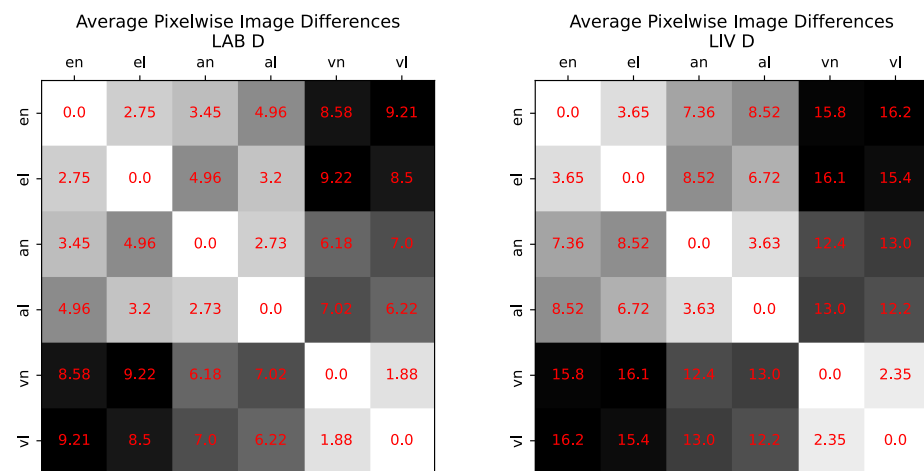 Average Pixelwise Image Differences
LAB D
en el an al vn vl
en 0.0 2.75 3.45 4.96 8.58 9.21
el 2.75 0.0 4.96 3.2 9.22 8.5
an 3.45 4.96 0.0 2.73 6.18 7.0
al 4.96 3.2 2.73 0.0 7.02 6.22
vn 8.58 9.22 6.18 7.02 0.0 1.88
vl 9.21 8.5 7.0 6.22 1.88 0.0
Average Pixelwise Image Differences
LIV D
en el an al vn vl
en 0.0 3.65 7.36 8.52 15.8 16.2
el 3.65 0.0 8.52 6.72 16.1 15.4
an 7.36 8.52 0.0 3.63 12.4 13.0
al 8.52 6.72 3.63 0.0 13.0 12.2
vn 15.8 16.1 12.4 13.0 0.0 2.35
vl 16.2 15.4 13.0 12.2 2.35 0.0